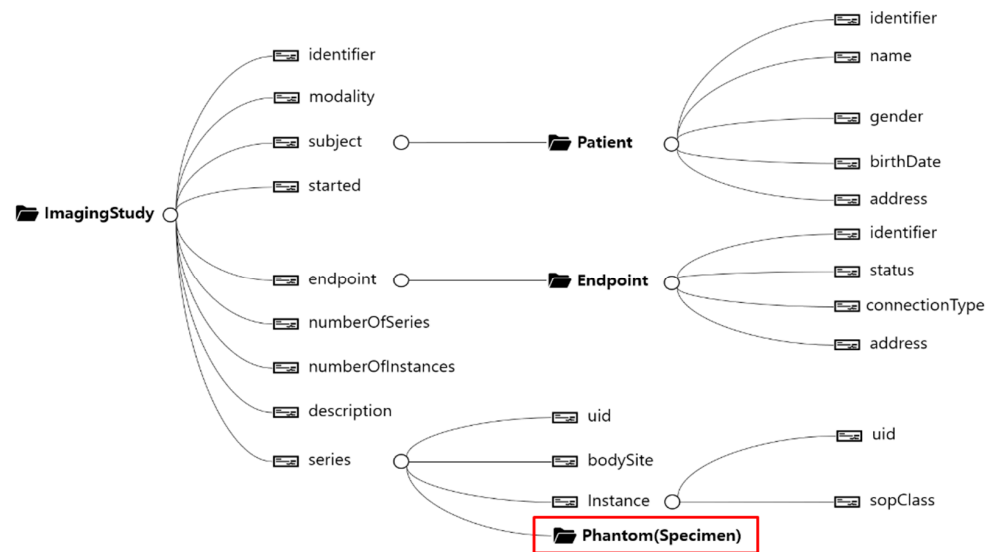 ImagingStudy
identifier
modality
subject
Patient
identifier
name
gender
birthDate
address
started
endpoint
Endpoint
identifier
status
connectionType
address
numberOfSeries
numberOfInstances
description
series
uid
bodySite
Instance
uid
sopClass
Phantom(Specimen)